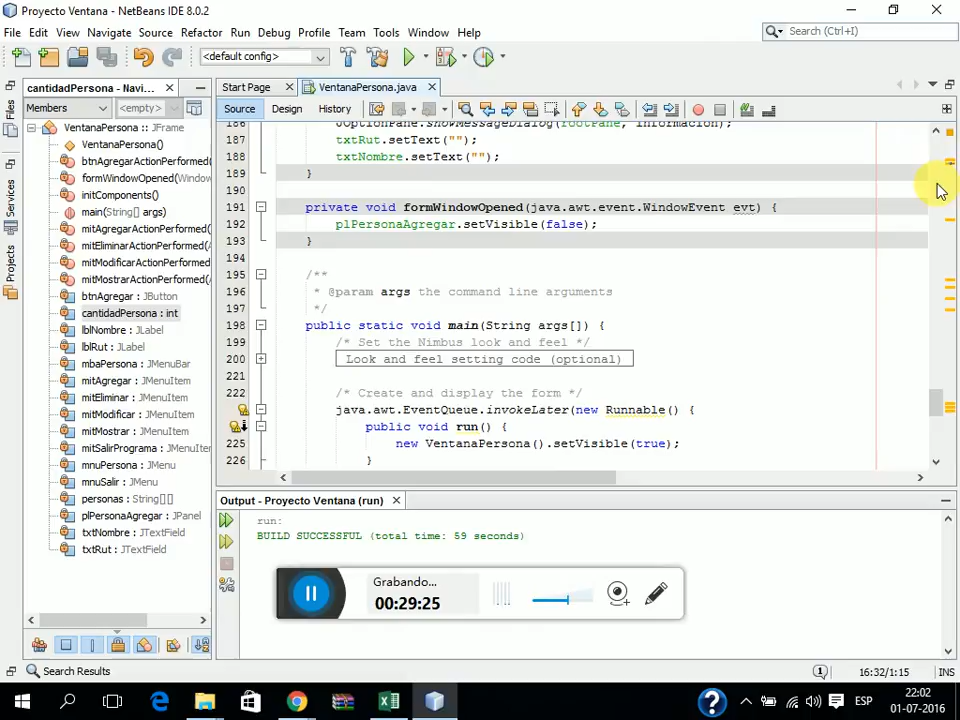 Proyecto Ventana - NetBeans IDE 8.0.2
File Edit View Navigate Source Refactor Run Debug Profile Team Tools Window Help
Search (Ctrl+I)
<default config>
cantidadPersona - Navi...
Start Page
VentanaPersona.java
Members
<empty>
Source Design History
Files
Services
Projects
VentanaPersona :: JFrame
VentanaPersona()
btnAgregarActionPerformed(
formWindowOpened(Window
initComponents()
main(String[] args)
mitAgregarActionPerformed(
mitEliminarActionPerformed(A
mitModificarActionPerformed(
mitMostrarActionPerformed(A
btnAgregar : JButton
cantidadPersona : int
lblNombre : JLabel
lblRut : JLabel
mbaPersona : JMenuBar
mitAgregar : JMenuItem
mitEliminar : JMenuItem
mitModificar : JMenuItem
mitMostrar : JMenuItem
mitSalirPrograma : JMenuItem
mnuPersona : JMenu
mnuSalir : JMenu
personas : String[][]
plPersonaAgregar : JPanel
txtNombre : JTextField
txtRut : JTextField
186 JOptionPane.showMessageDialog(rootPane, informacion);
187 txtRut.setText("");
188 txtNombre.setText("");
189 }
190
191 private void formWindowOpened(java.awt.event.WindowEvent evt) {
192 plPersonaAgregar.setVisible(false);
193 }
194
195 /**
196 * @param args the command line arguments
197 */
198 public static void main(String args[]) {
199 /* Set the Nimbus look and feel */
200 Look and feel setting code (optional)
221
222 /* Create and display the form */
java.awt.EventQueue.invokeLater(new Runnable() {
public void run() {
225 new VentanaPersona().setVisible(true);
226 }
Output - Proyecto Ventana (run)
run:
BUILD SUCCESSFUL (total time: 59 seconds)
Grabando...
00:29:25
Search Results
1
16:32/1:15
INS
ESP
22:02
01-07-2016